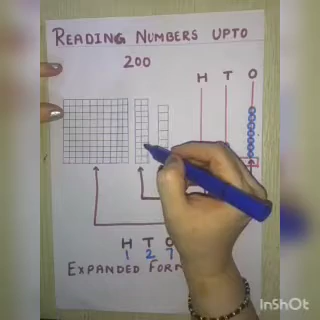 READING NUMBERS UPTO
200
H T O
H T O
1 2 7
EXPANDED FORM
InShOt